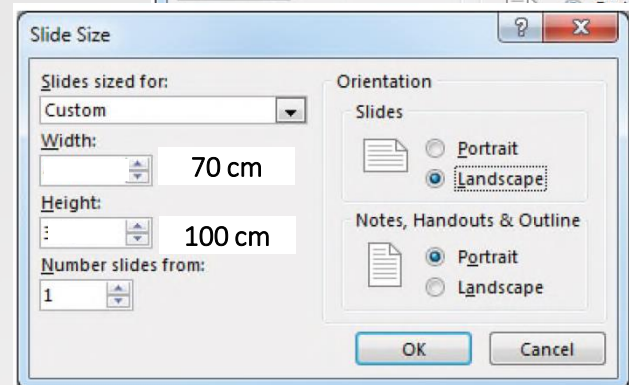 Slide Size
Slides sized for:
Custom
Width:
70 cm
Height:
100 cm
Number slides from:
1
Orientation
Slides
Portrait
Landscape
Notes, Handouts & Outline
Portrait
Landscape
OK
Cancel